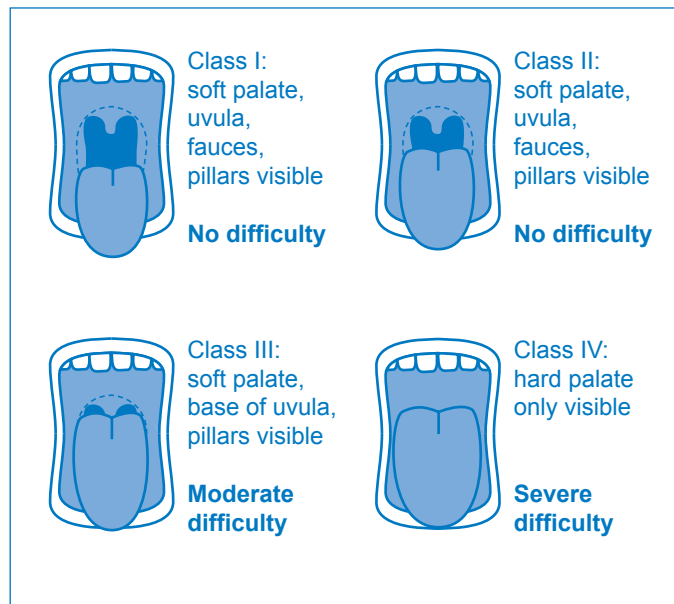 Class I:
soft palate,
uvula,
fauces,
pillars visible
No difficulty
Class II:
soft palate,
uvula,
fauces,
pillars visible
No difficulty
Class III:
soft palate,
base of uvula,
pillars visible
Moderate
difficulty
Class IV:
hard palate
only visible
Severe
difficulty